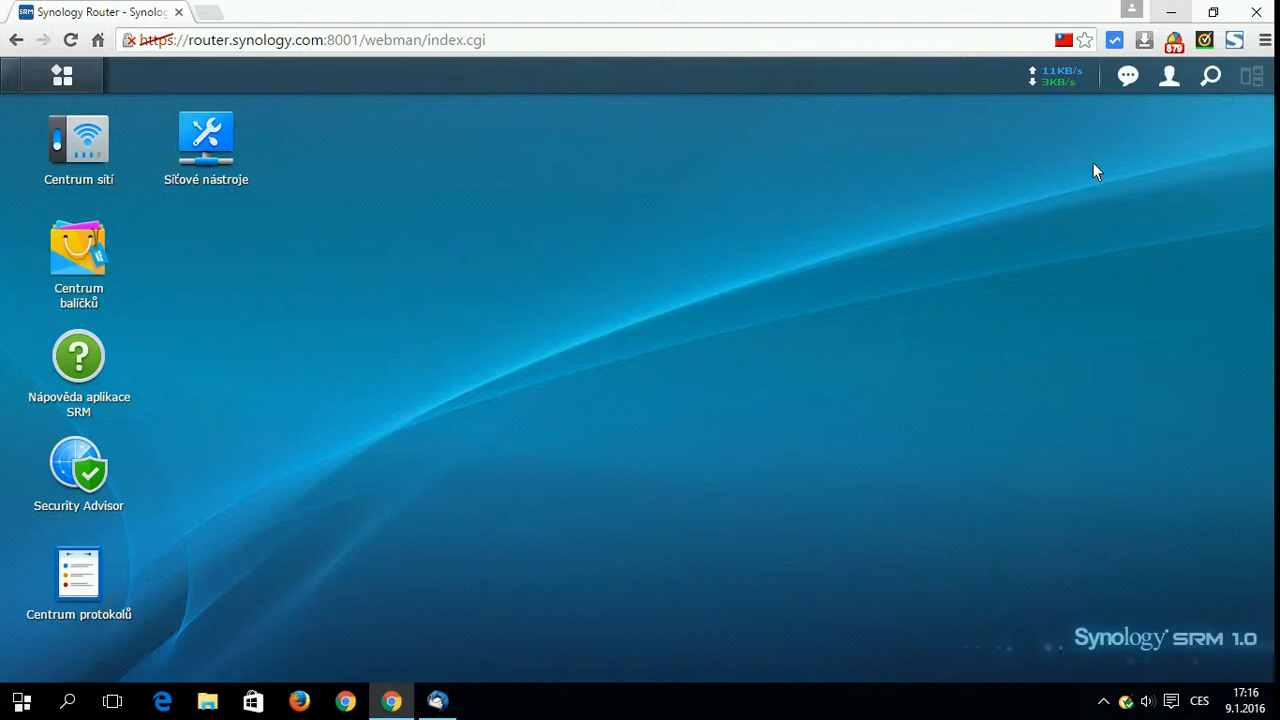 Synology Router - Synolog
https://router.synology.com:8001/webman/index.cgi
879
11KB/s
3KB/s
Centrum sítí
Síťové nástroje
Centrum
balíčků
Nápověda aplikace
SRM
Security Advisor
Centrum protokolů
Synology SRM 1.0
CES
17:16
9.1.2016